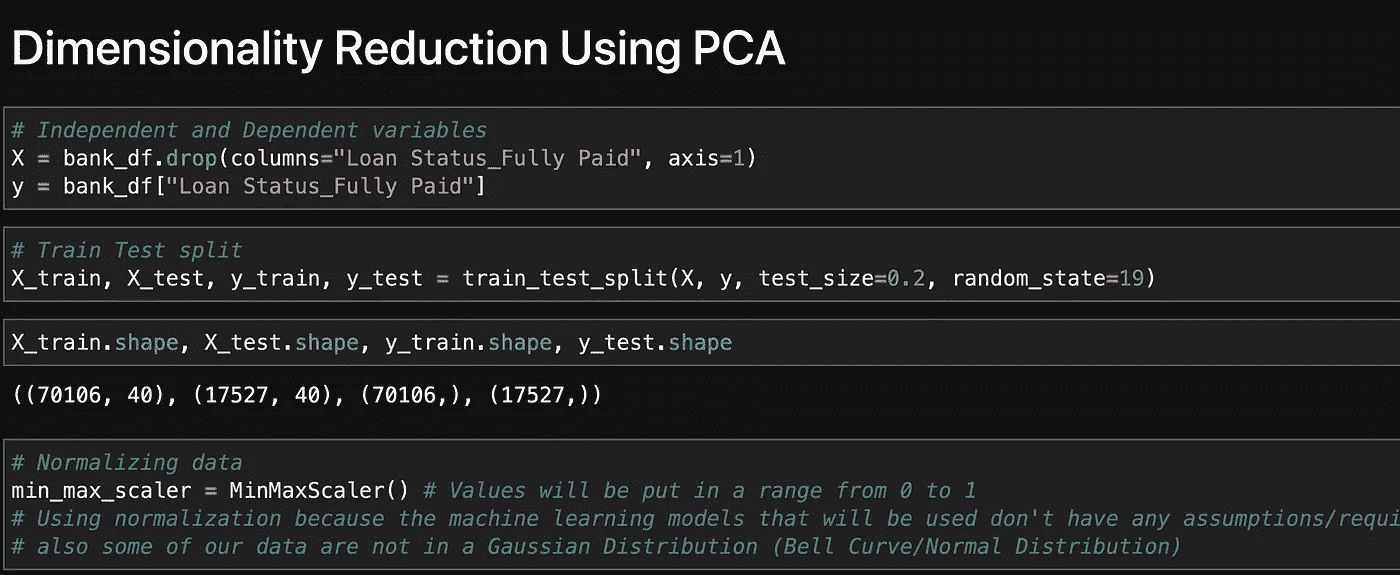 Dimensionality Reduction Using PCA
# Independent and Dependent variables
X = bank_df.drop(columns="Loan Status_Fully Paid", axis=1)
y = bank_df["Loan Status_Fully Paid"]
# Train Test split
X_train, X_test, y_train, y_test = train_test_split(X, y, test_size=0.2, random_state=19)
X_train.shape, X_test.shape, y_train.shape, y_test.shape
((70106, 40), (17527, 40), (70106,), (17527,))
# Normalizing data
min_max_scaler = MinMaxScaler() # Values will be put in a range from 0 to 1
# Using normalization because the machine learning models that will be used don't have any assumptions/requi
# also some of our data are not in a Gaussian Distribution (Bell Curve/Normal Distribution)